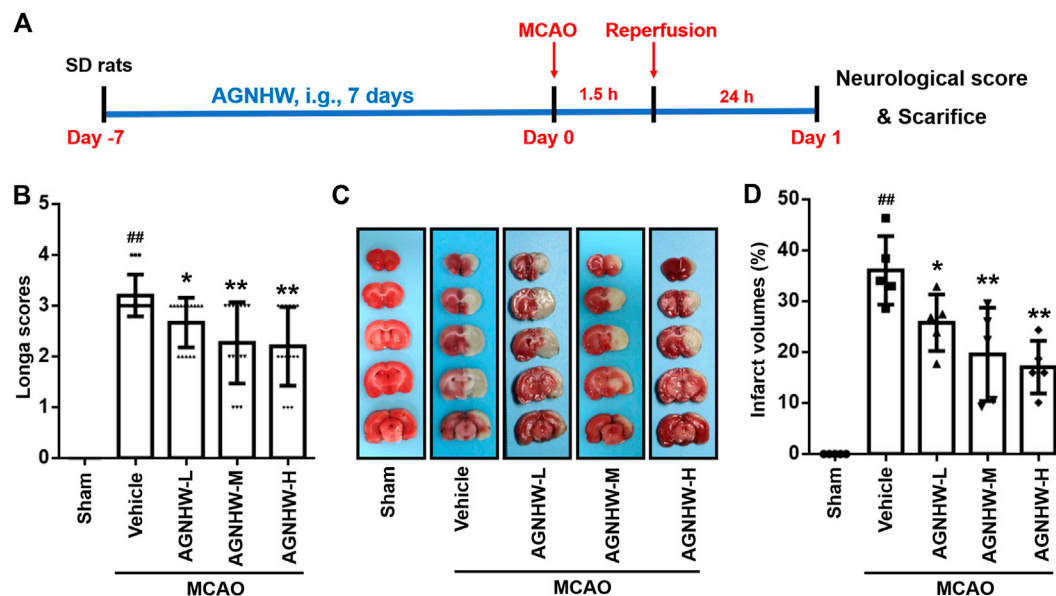 A
MCAO
Reperfusion
SD rats
AGNHW, i.g., 7 days
1.5 h
24 h
Neurological score
& Scarifice
Day -7
Day 0
Day 1
B
Longa scores
5
4
3
2
1
0
##
*
**
**
Sham
Vehicle
AGNHW-L
AGNHW-M
AGNHW-H
MCAO
C
Sham
Vehicle
AGNHW-L
AGNHW-M
AGNHW-H
MCAO
D
Infarct volumes (%)
50
40
30
20
10
0
##
*
**
**
Sham
Vehicle
AGNHW-L
AGNHW-M
AGNHW-H
MCAO